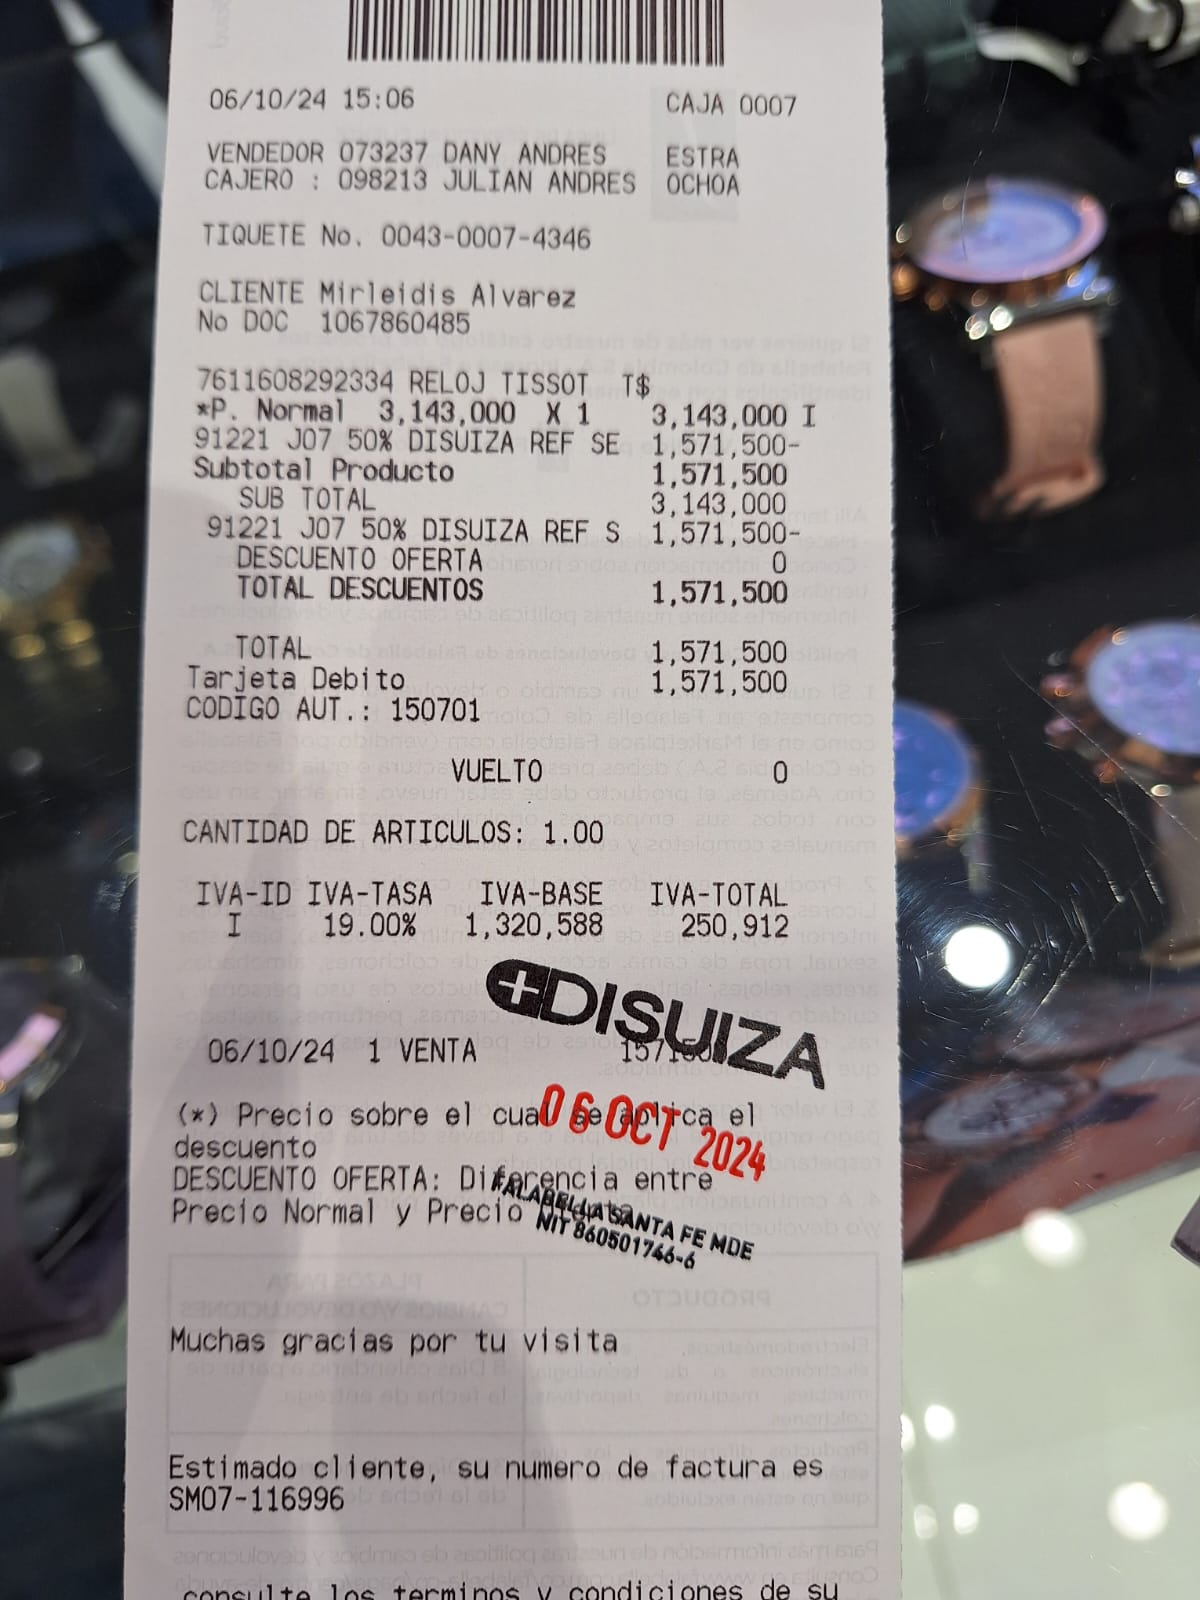 06/10/24 15:06 CAJA 0007
VENDEDOR 073237 DANY ANDRES ESTRA
CAJERO : 098213 JULIAN ANDRES OCHOA
TIQUETE No. 0043-0007-4346
CLIENTE Mirleidis Alvarez
No DOC 1067860485
7611608292334 RELOJ TISSOT T$
*P. Normal 3,143,000 X 1 3,143,000 I
91221 J07 50% DISUIZA REF SE 1,571,500-
Subtotal Producto 1,571,500
SUB TOTAL 3,143,000
91221 J07 50% DISUIZA REF S 1,571,500-
DESCUENTO OFERTA 0
TOTAL DESCUENTOS 1,571,500
TOTAL 1,571,500
Tarjeta Debito 1,571,500
CODIGO AUT.: 150701
VUELTO 0
CANTIDAD DE ARTICULOS: 1.00
IVA-ID IVA-TASA IVA-BASE IVA-TOTAL
I 19.00% 1,320,588 250,912
DISUIZA
06/10/24 1 VENTA 1571500
(*) Precio sobre el cual se aplica el
06 OCT 2024
descuento
DESCUENTO OFERTA: Diferencia entre
Precio Normal y Precio
FALABELLA SANTA FE MDE
NIT 860501766-6
Muchas gracias por tu visita
Estimado cliente, su numero de factura es
SM07-116996
consulte los terminos y condiciones de su